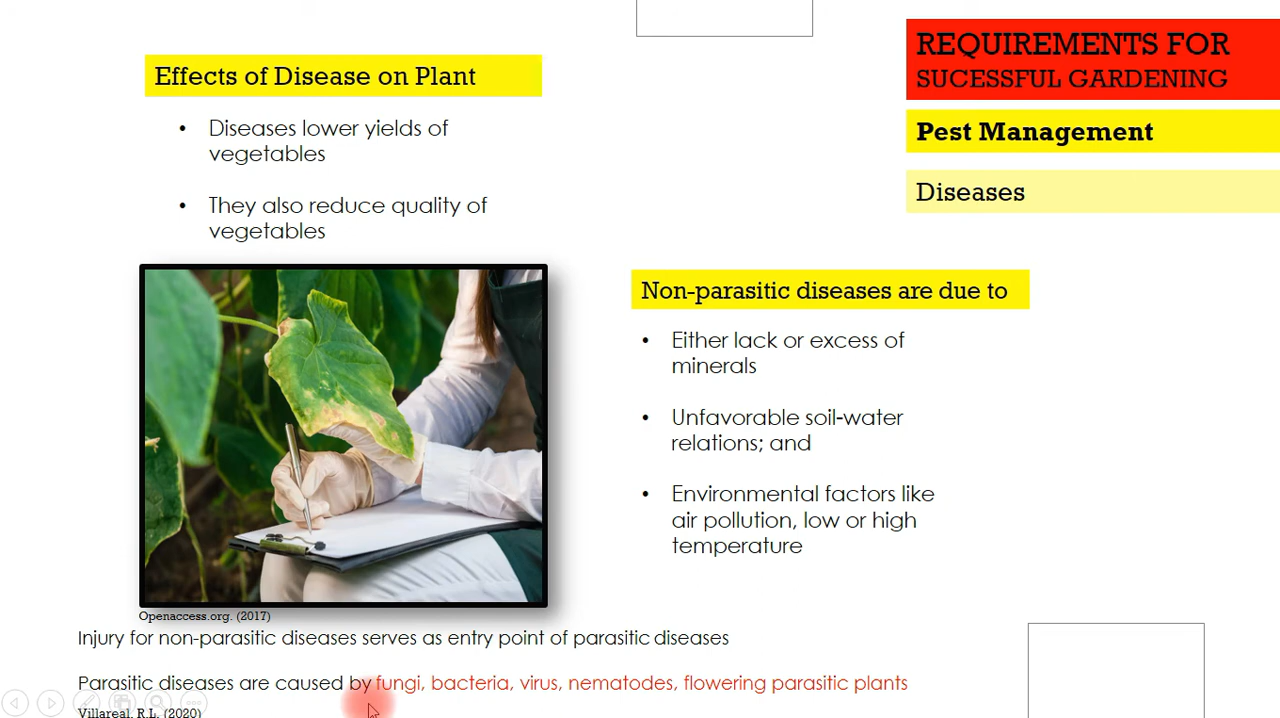 REQUIREMENTS FOR
SUCESSFUL GARDENING
Pest Management
Diseases
Effects of Disease on Plant
• Diseases lower yields of
vegetables
• They also reduce quality of
vegetables
Openaccess.org. (2017)
Non-parasitic diseases are due to
• Either lack or excess of
minerals
• Unfavorable soil-water
relations; and
• Environmental factors like
air pollution, low or high
temperature
Injury for non-parasitic diseases serves as entry point of parasitic diseases
Parasitic diseases are caused by fungi, bacteria, virus, nematodes, flowering parasitic plants
Villareal, R.L. (2020)